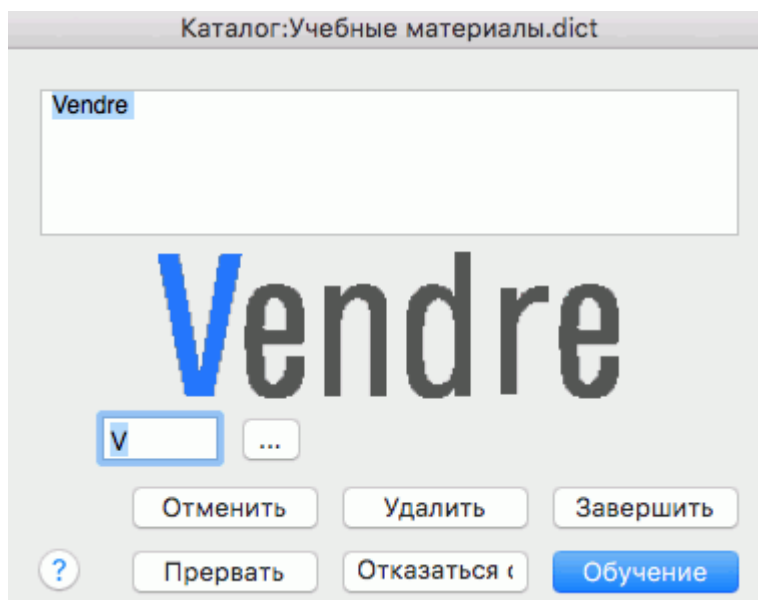 Каталог:Учебные материалы.dict
Vendre
Vendre
V ...
Отменить Удалить Завершить
? Прервать Отказаться Обучение